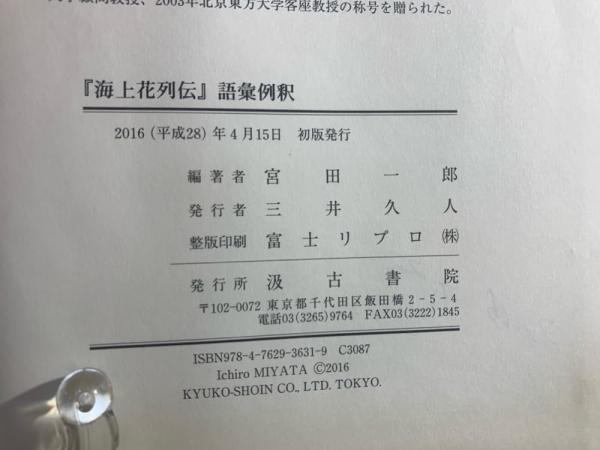 問教授、2003年北京東方大学客座教授の称号を贈られた。
『海上花列伝』語彙例釈
2016（平成28）年4月15日　初版発行
編著者　宮田一郎
発行者　三井久人
整版印刷　富士リプロ㈱
発行所　汲古書院
〒102-0072 東京都千代田区飯田橋2-5-4
電話03(3265)9764　FAX03(3222)1845
ISBN978-4-7629-3631-9　C3087
Ichiro MIYATA ©2016
KYUKO-SHOIN CO., LTD. TOKYO.